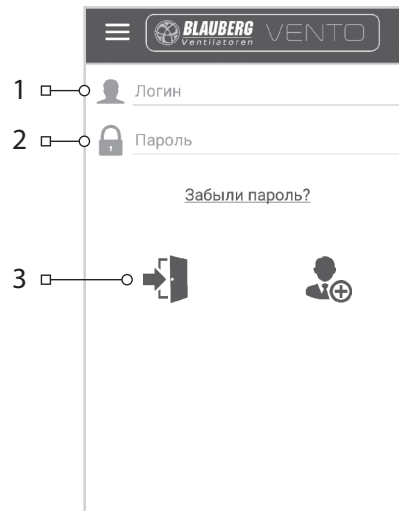 BLAUBERG
Ventilatoren
VENTO
1 Логин
2 Пароль
Забыли пароль?
3